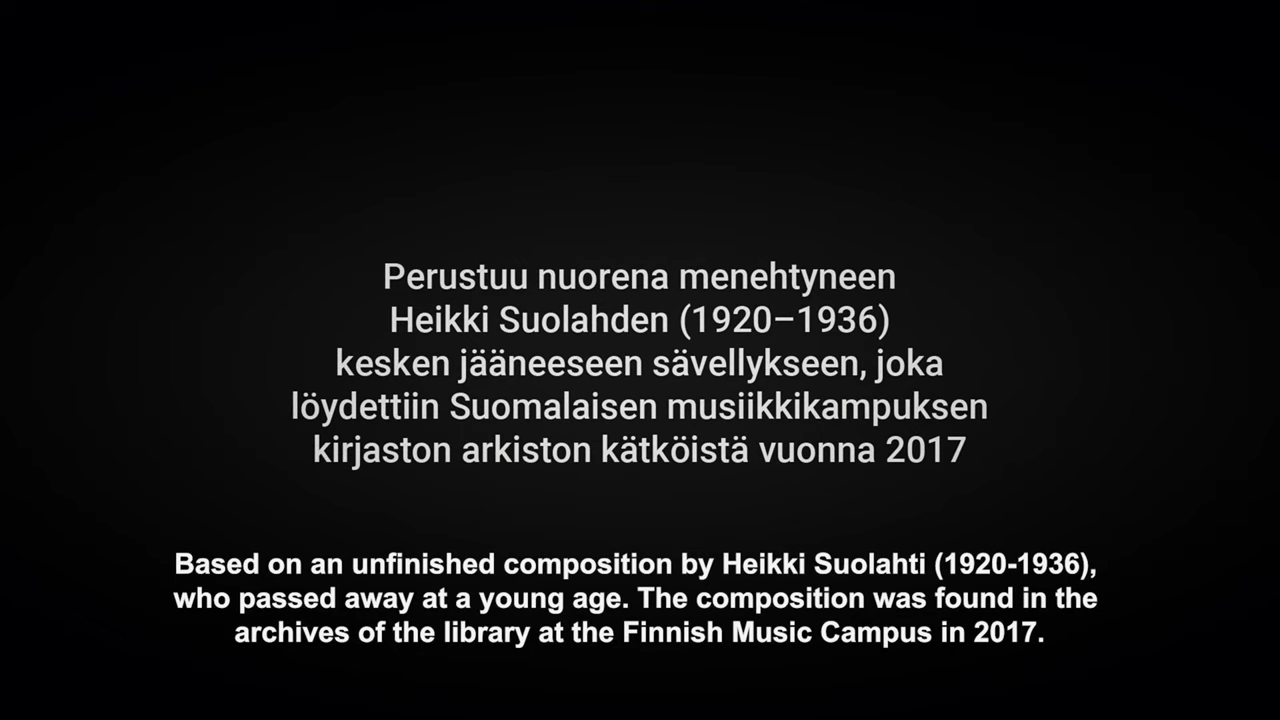 Perustuu nuorena menehtyneen
Heikki Suolahden (1920–1936)
kesken jääneeseen sävellykseen, joka
löydettiin Suomalaisen musiikkikampuksen
kirjaston arkiston kätköistä vuonna 2017
Based on an unfinished composition by Heikki Suolahti (1920-1936),
who passed away at a young age. The composition was found in the
archives of the library at the Finnish Music Campus in 2017.